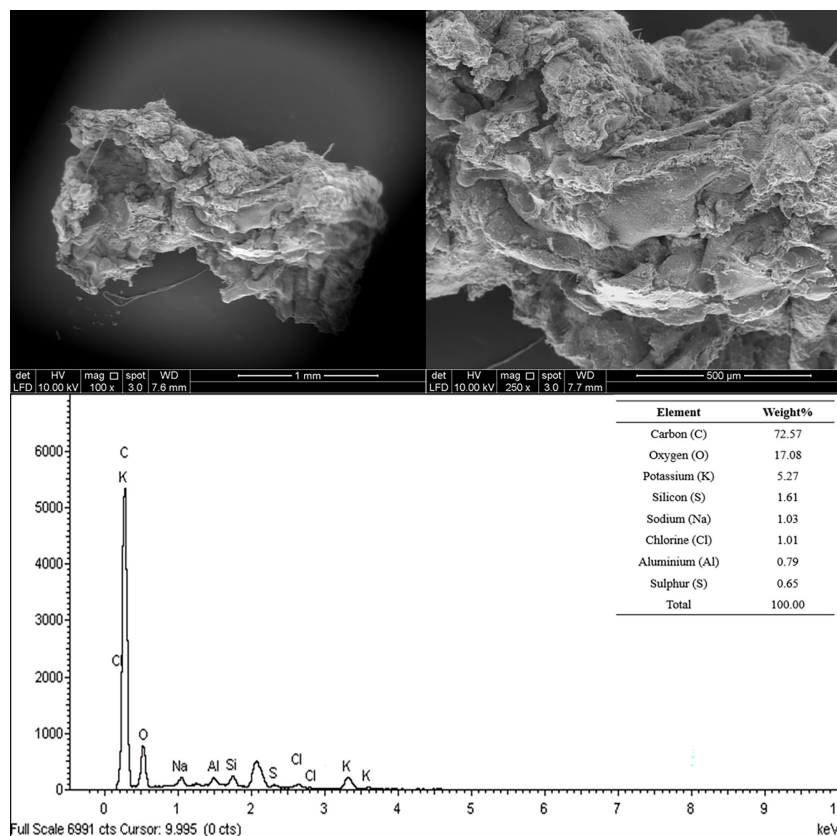 det HV mag □ spot WD
LFD 10.00 kV 100 x 3.0 7.6 mm
1 mm
det HV mag □ spot WD
LFD 10.00 kV 250 x 3.0 7.7 mm
500 µm
6000
5000
4000
3000
2000
1000
0
C
K
Cl
O
Na
Al
Si
S
Cl
Cl
K
K
0 1 2 3 4 5 6 7 8 9 1
Full Scale 6991 cts Cursor: 9.995 (0 cts)
keV
Element Weight%
Carbon (C) 72.57
Oxygen (O) 17.08
Potassium (K) 5.27
Silicon (S) 1.61
Sodium (Na) 1.03
Chlorine (Cl) 1.01
Aluminium (Al) 0.79
Sulphur (S) 0.65
Total 100.00